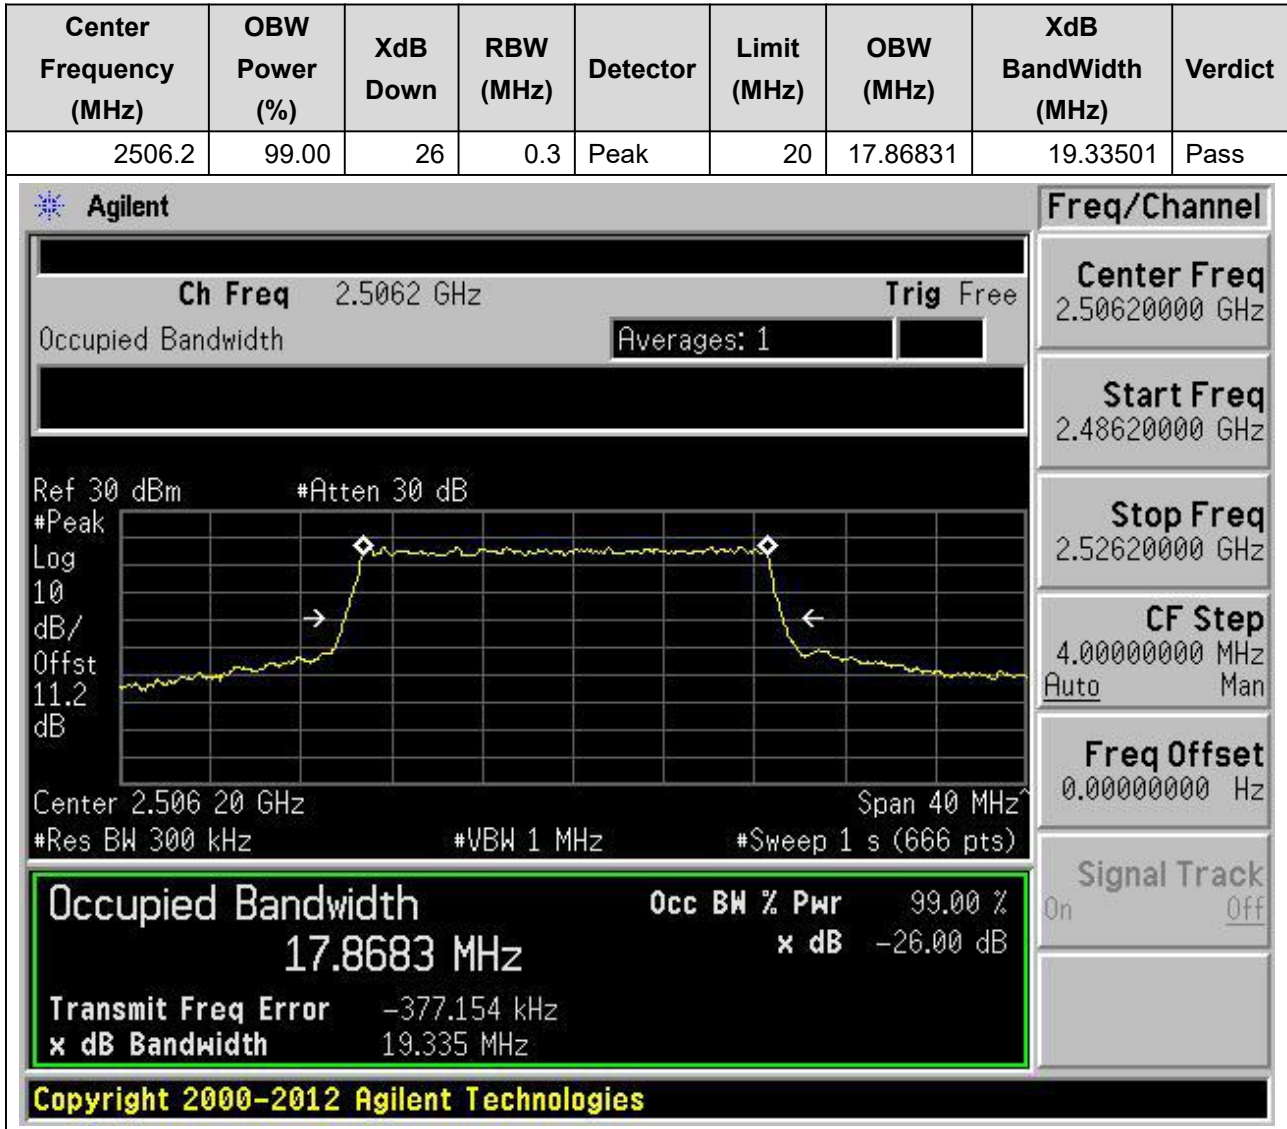 Center Frequency (MHz) OBW Power (%) XdB Down RBW (MHz) Detector Limit (MHz) OBW (MHz) XdB BandWidth (MHz) Verdict
2506.2 99.00 26 0.3 Peak 20 17.86831 19.33501 Pass
Agilent
Freq/Channel
Ch Freq 2.5062 GHz Trig Free
Occupied Bandwidth Averages: 1
Center Freq
2.50620000 GHz
Start Freq
2.48620000 GHz
Stop Freq
2.52620000 GHz
CF Step
4.00000000 MHz
Auto Man
Freq Offset
0.00000000 Hz
Signal Track
On Off
Ref 30 dBm #Atten 30 dB
#Peak
Log
10
dB/
Offst
11.2
dB
Center 2.506 20 GHz Span 40 MHz^
#Res BW 300 kHz #VBW 1 MHz #Sweep 1 s (666 pts)
Occupied Bandwidth Occ BW % Pwr 99.00 %
17.8683 MHz x dB -26.00 dB
Transmit Freq Error -377.154 kHz
x dB Bandwidth 19.335 MHz
Copyright 2000-2012 Agilent Technologies